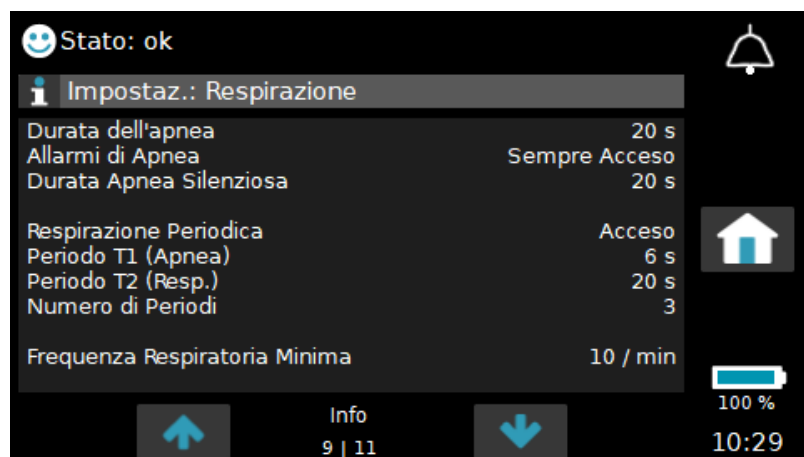 Stato: ok
Impostaz.: Respirazione
Durata dell'apnea 20 s
Allarmi di Apnea Sempre Acceso
Durata Apnea Silenziosa 20 s
Respirazione Periodica Acceso
Periodo T1 (Apnea) 6 s
Periodo T2 (Resp.) 20 s
Numero di Periodi 3
Frequenza Respiratoria Minima 10 / min
Info
9 | 11
100 %
10:29